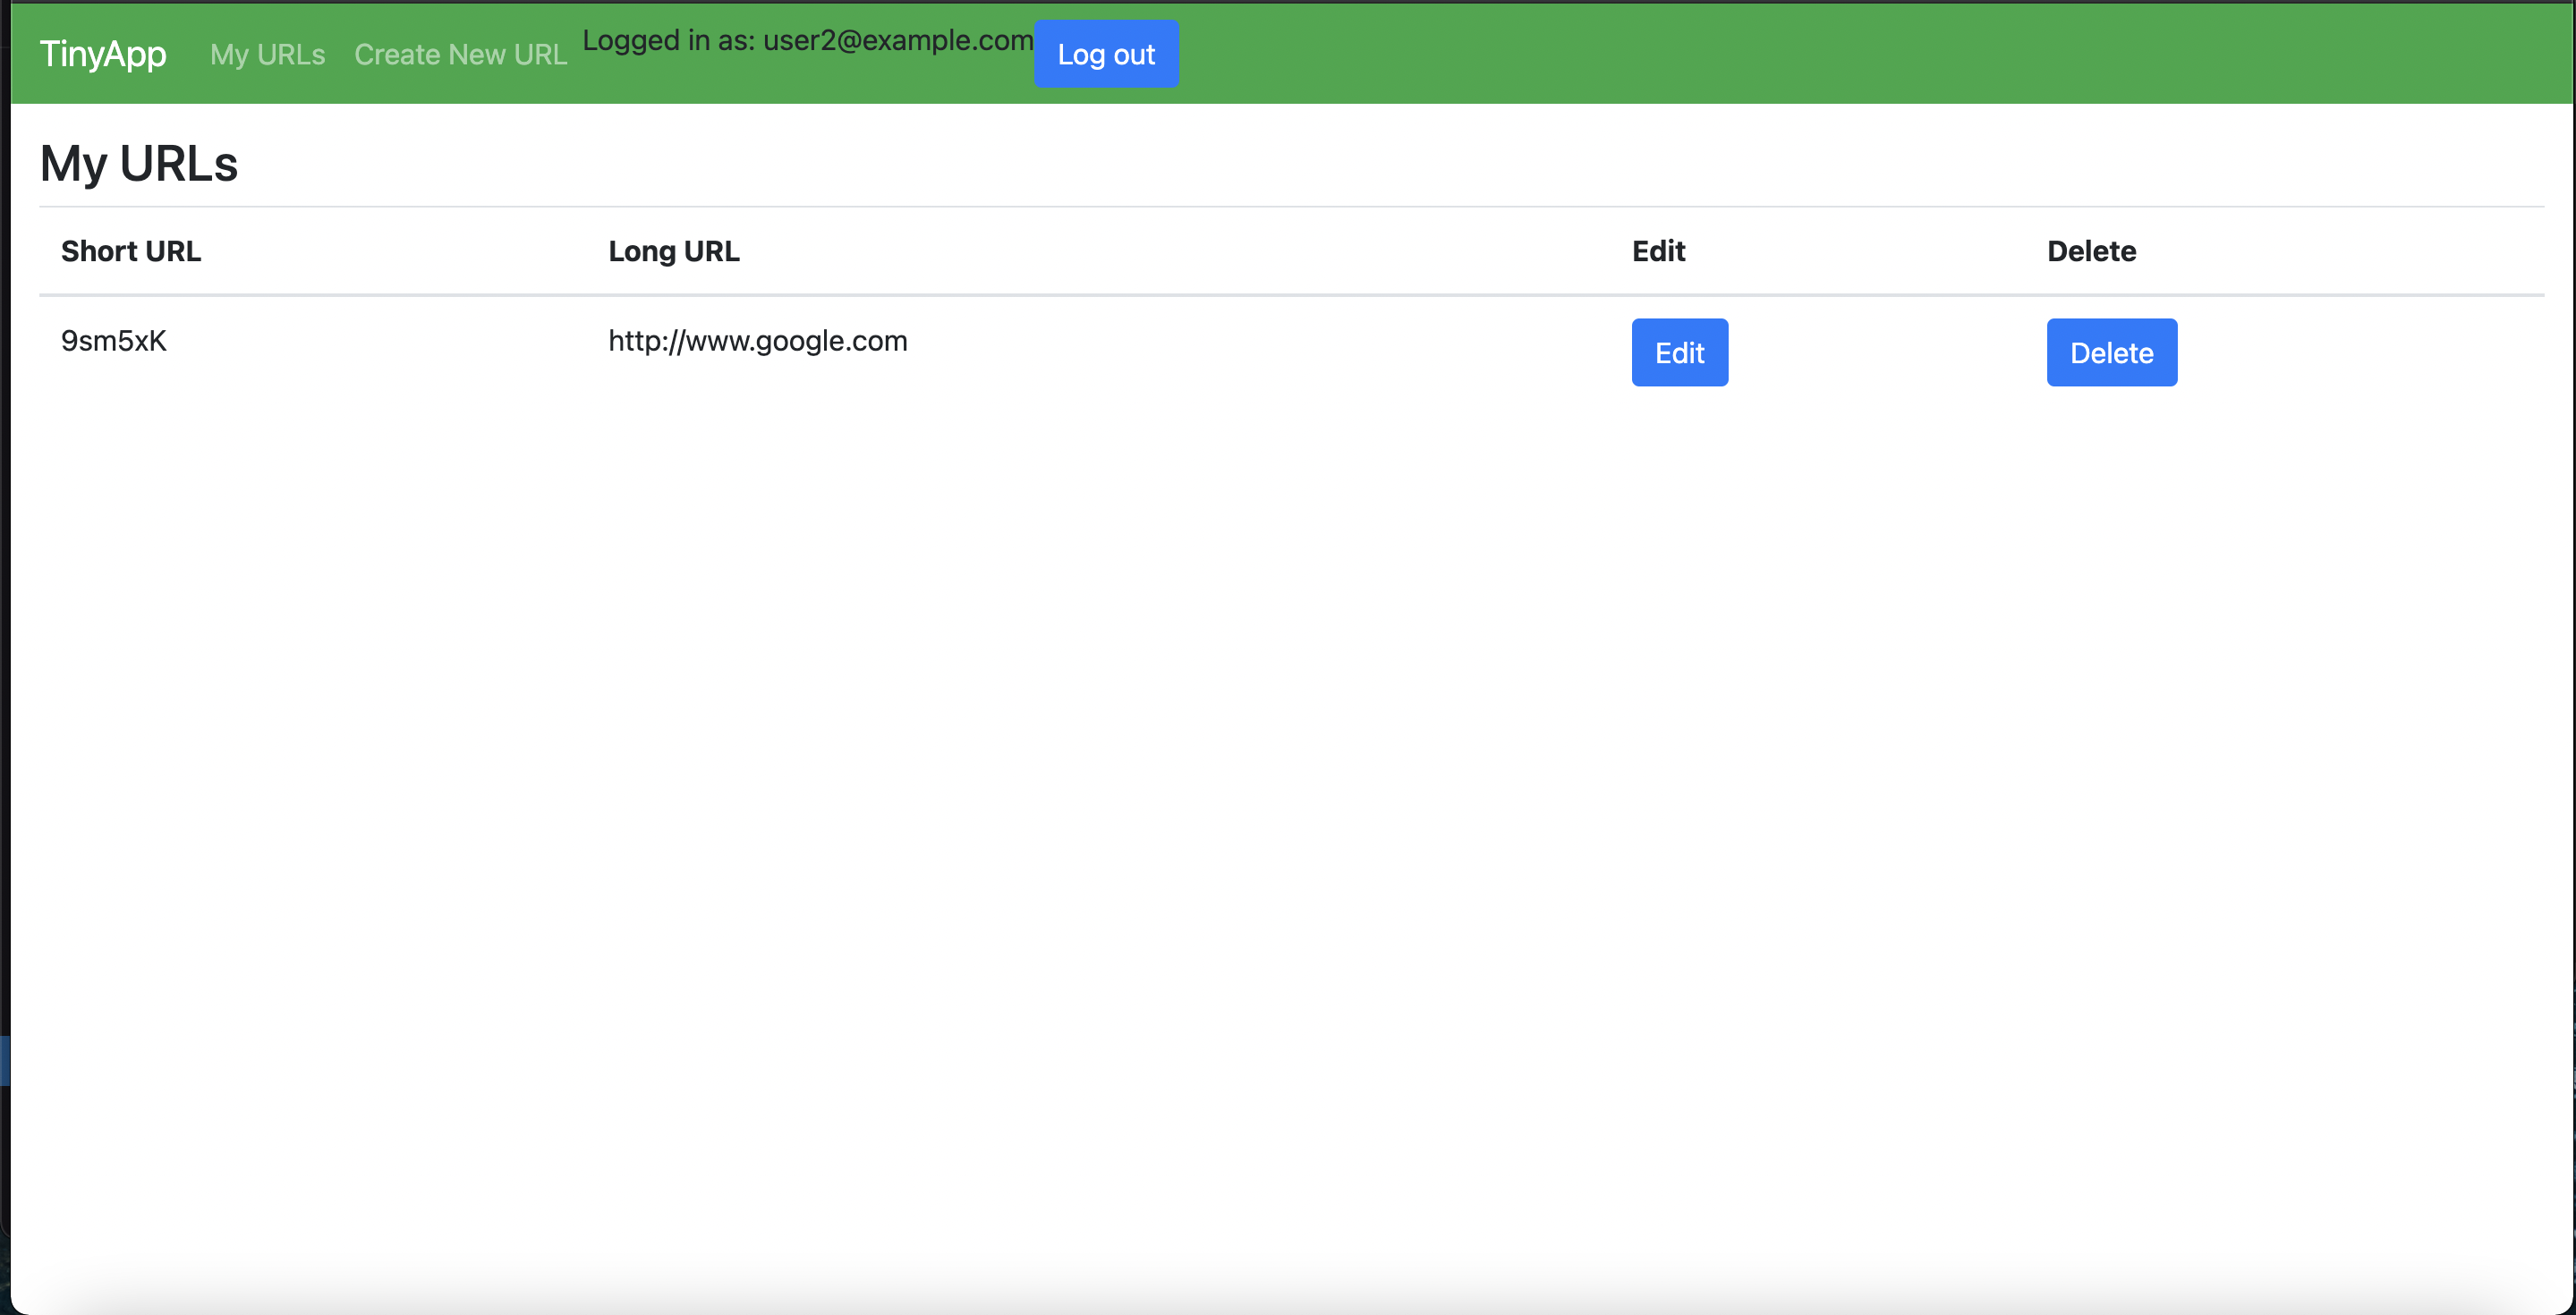 TinyApp My URLs Create New URL Logged in as: user2@example.com Log out
My URLs
Short URL Long URL Edit Delete
9sm5xK http://www.google.com Edit Delete